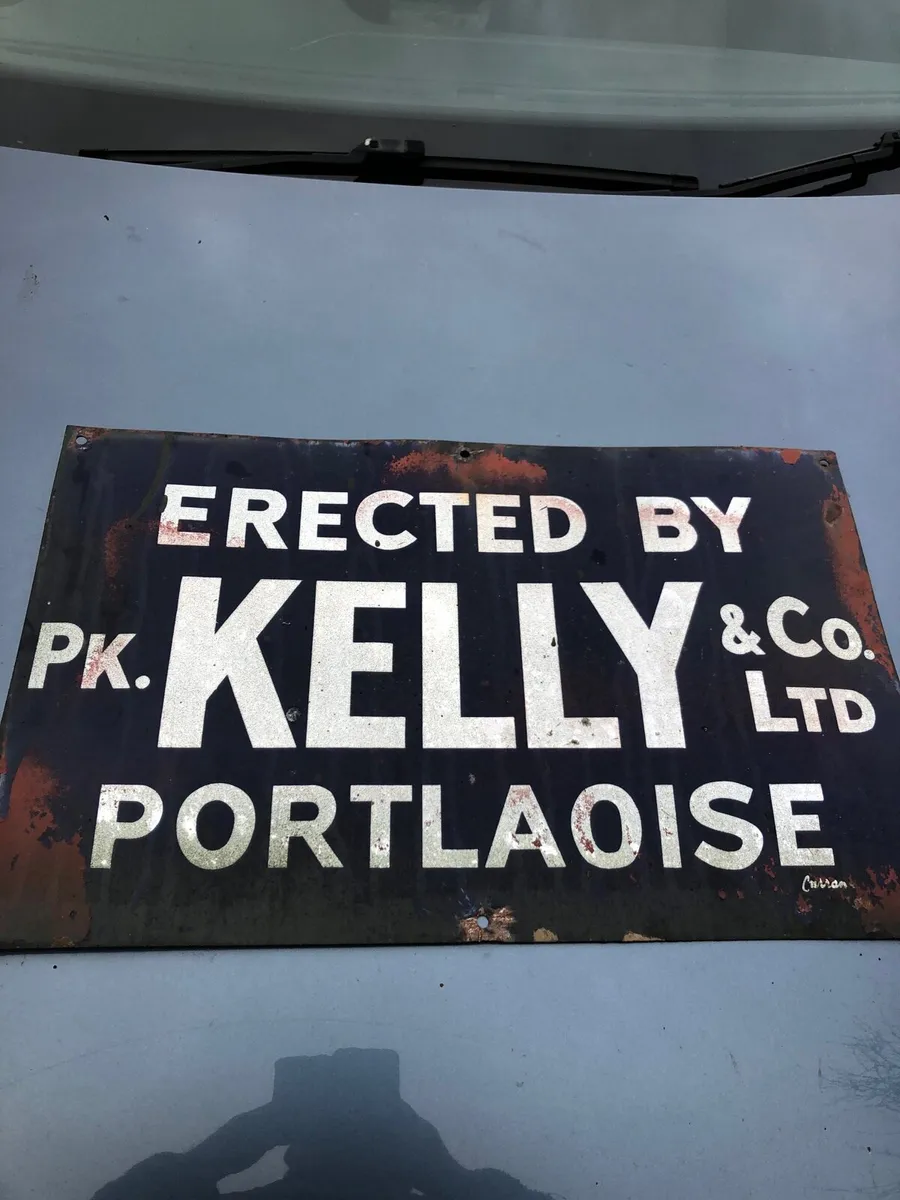 ERECTED BY
PK. KELLY & CO. LTD
PORTLAOISE
Curran